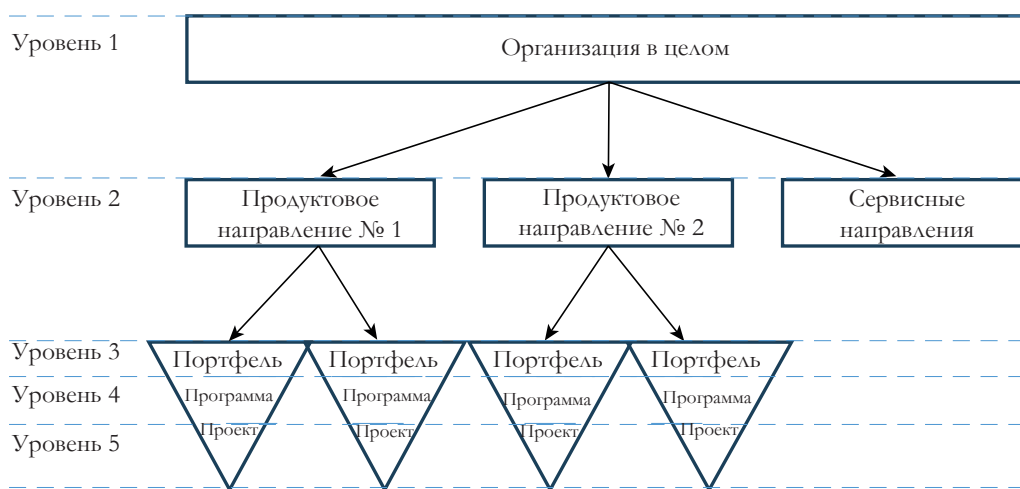 Уровень 1
Организация в целом
Уровень 2
Продуктовое
направление № 1
Продуктовое
направление № 2
Сервисные
направления
Уровень 3
Портфель
Портфель
Портфель
Портфель
Уровень 4
Программа
Программа
Программа
Программа
Уровень 5
Проект
Проект
Проект
Проект